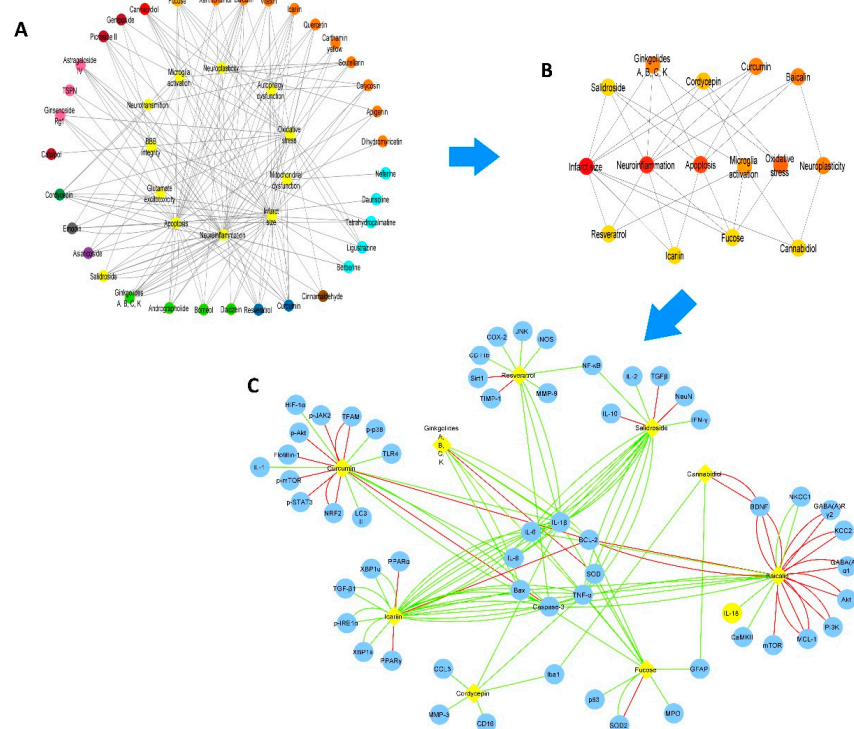 A
Cannabidiol
Geniposide
Picroside II
Astragaloside
IV
TSPN
Ginsenoside
Rg1
Catalpol
Cordycepin
Emodin
Asiaticoside
Salidroside
Ginkgolides
A, B, C, K
Andrographolide
Borneol
Daidzein
Resveratrol
Curcumin
Cinnamaldehyde
Berberine
Ligustrazine
Tetrahydropalmatine
Dauricine
Neferine
Dihydromyricetin
Apigenin
Calycosin
Scutellarin
Carthamin
yellow
Quercetin
Icariin
Fucose
Microglia
activation
Neuroplasticity
Autophagy
dysfunction
Neurotransmition
Oxidative
stress
BBB
integrity
Mitochondrial
dysfunction
Glutamate
excitotoxicity
Infarct
size
Apoptosis
Neuroinflammation
B
Ginkgolides
A, B, C, K
Cordycepin
Curcumin
Baicalin
Salidroside
Infarct size
Neuroinflammation
Apoptosis
Microglia
activation
Oxidative
stress
Neuroplasticity
Resveratrol
Icariin
Fucose
Cannabidiol
C
COX-2
JNK
iNOS
CD11b
Resveratrol
NF-κB
Sirt1
TIMP-1
MMP-9
IL-2
TGFβ
NeuN
IL-10
IFN-γ
Salidroside
HIF-1α
p-JAK2
TFAM
p-p38
p-Akt
Flotillin-1
TLR4
IL-1
Curcumin
p-mTOR
p-STAT3
NRF2
LC3
II
Ginkgolides
A,
B,
C,
K
Cannabidiol
BDNF
NKCC1
GABA(A)R
γ2
KCC2
GABA(A)
α1
Baicalin
Akt
PI3K
MCL-1
mTOR
CaMKII
IL-18
IL-6
IL-1β
BCL-2
IL-8
SOD
Bax
TNF-α
Caspase-3
XBP1u
PPARα
TGF-β1
Icariin
p-IRE1α
XBP1s
PPARγ
CCL5
Iba1
Cordycepin
MMP-3
CD16
Fucose
GFAP
p53
MPO
SOD2